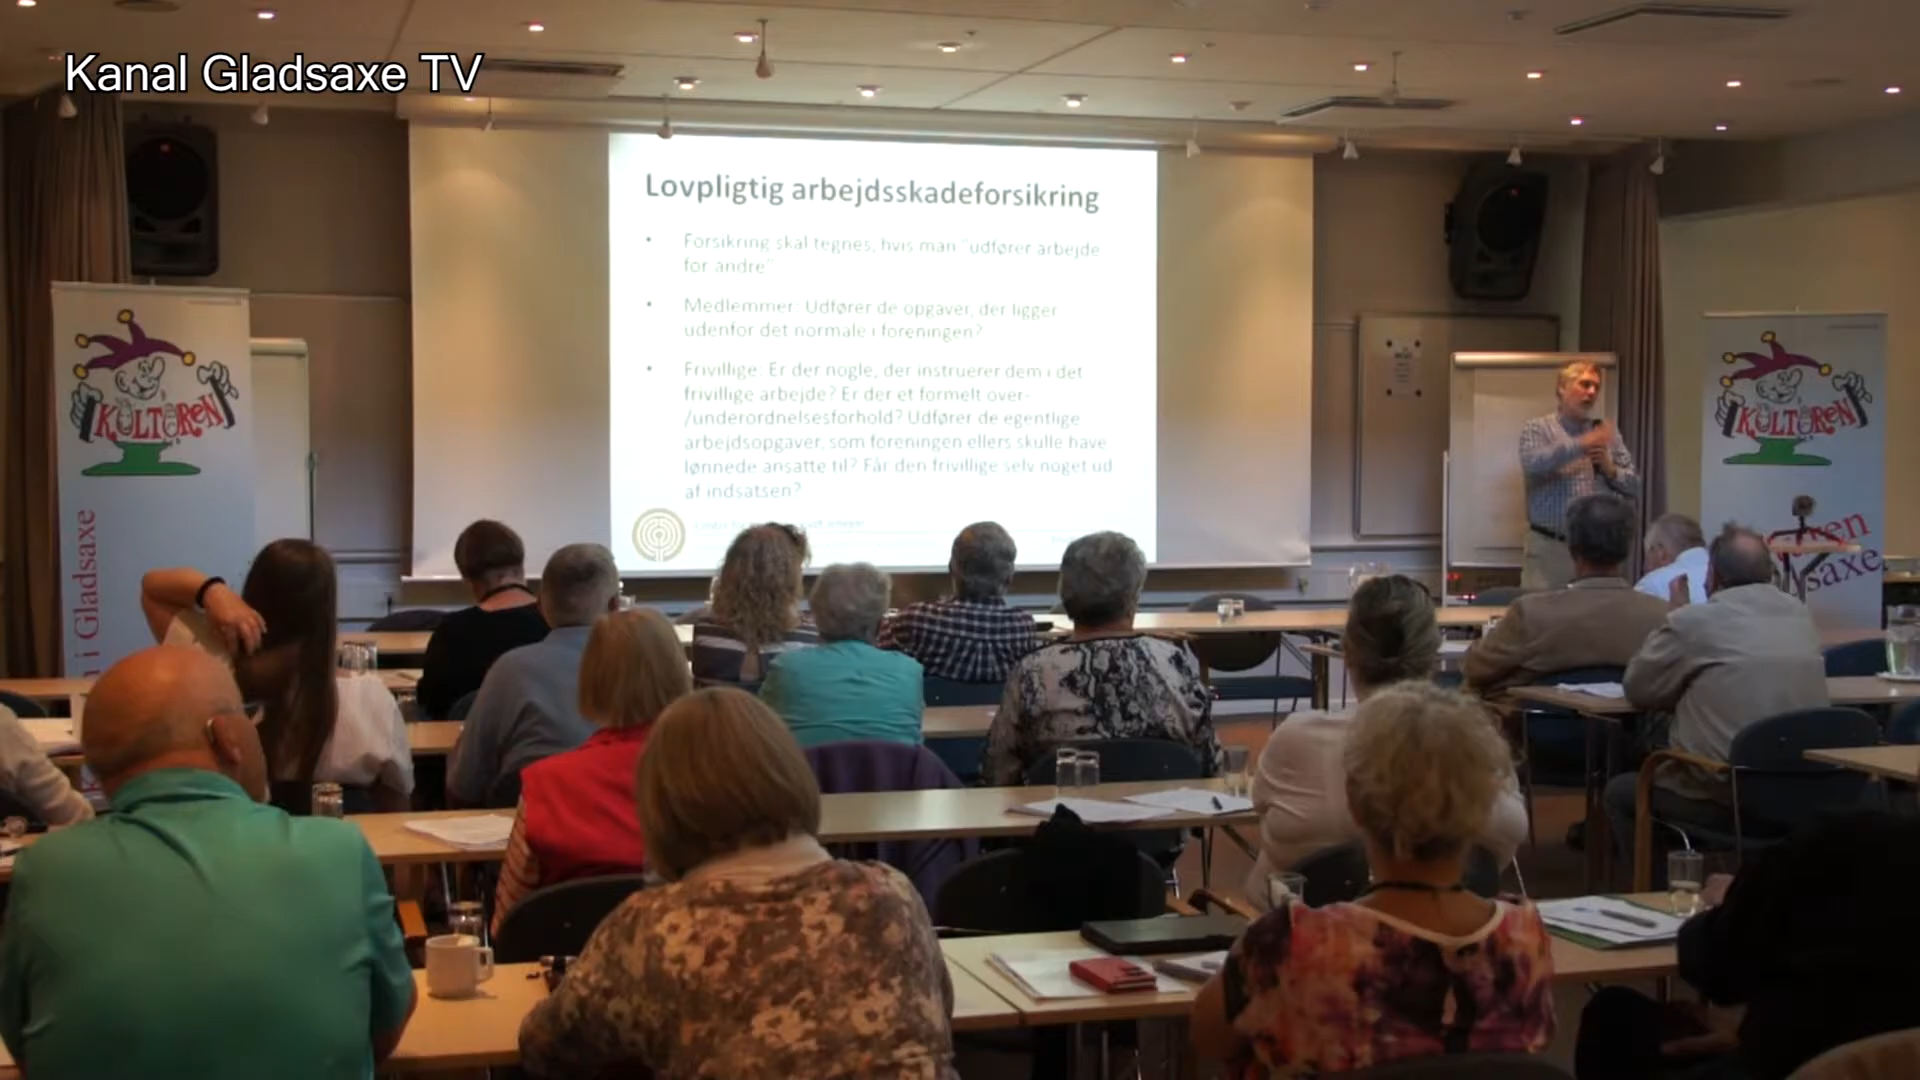 Kanal Gladsaxe TV
Lovpligtig arbejdsskadeforsikring
• Forsikring skal tegnes, hvis man "udfører arbejde
for andre"
• Medlemmer: Udfører de opgaver, der ligger
udenfor det normale i foreningen?
• Frivillige: Er der nogle, der instruerer dem i det
frivillige arbejde? Er der et formelt over-
/underordnelsesforhold? Udfører de egentlige
arbejdsopgaver, som foreningen ellers skulle have
lønnede ansatte til? Får den frivillige selv noget ud
af indsatsen?
KULTUREN
i Gladsaxe
KULTUREN